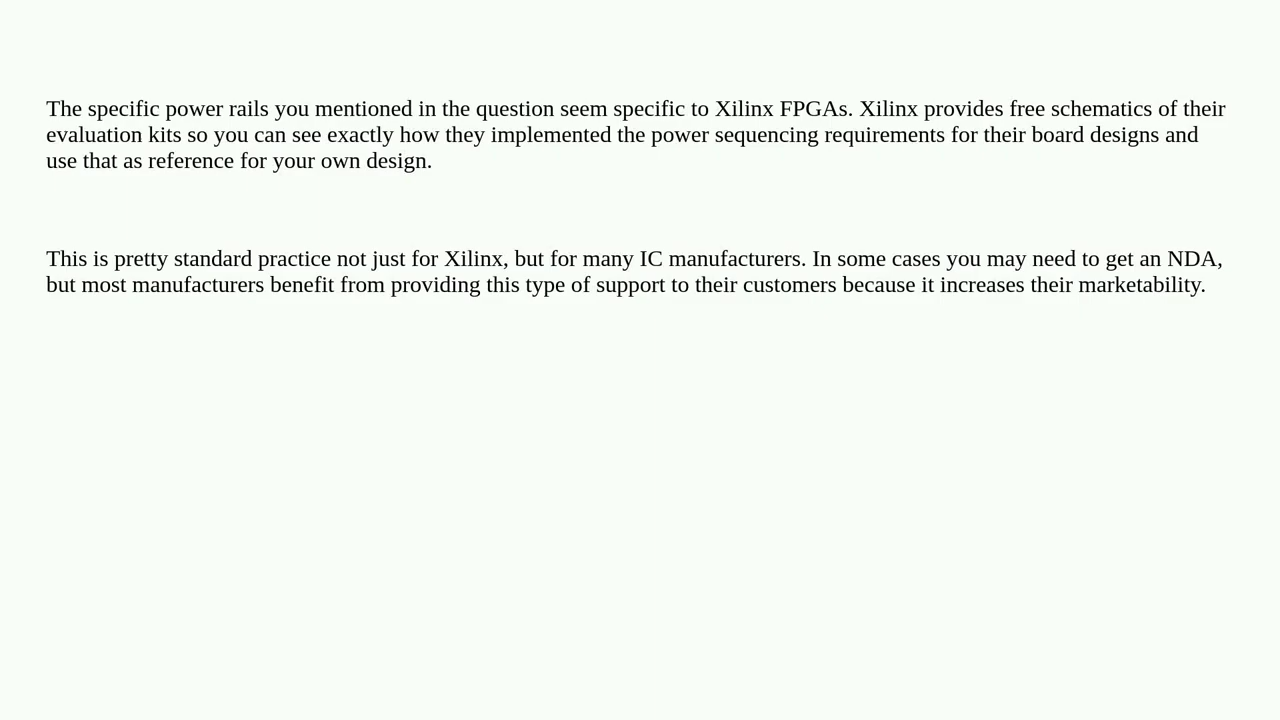 The specific power rails you mentioned in the question seem specific to Xilinx FPGAs. Xilinx provides free schematics of their
evaluation kits so you can see exactly how they implemented the power sequencing requirements for their board designs and
use that as reference for your own design.
This is pretty standard practice not just for Xilinx, but for many IC manufacturers. In some cases you may need to get an NDA,
but most manufacturers benefit from providing this type of support to their customers because it increases their marketability.